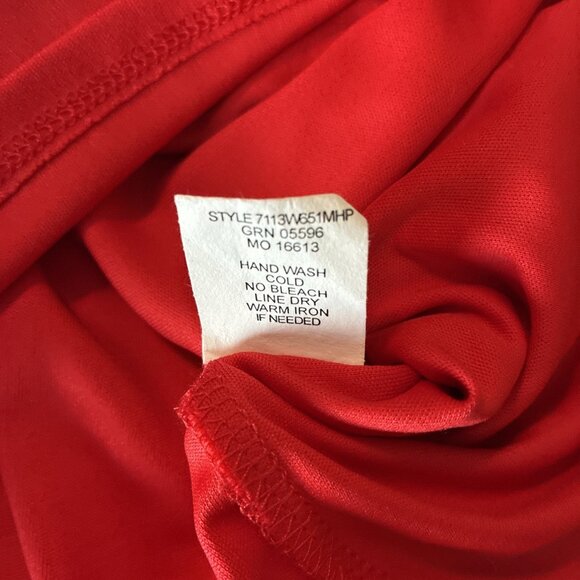 STYLE 7113W651MHP
GRN 05596
MO 16613
HAND WASH
COLD
NO BLEACH
LINE DRY
WARM IRON
IF NEEDED